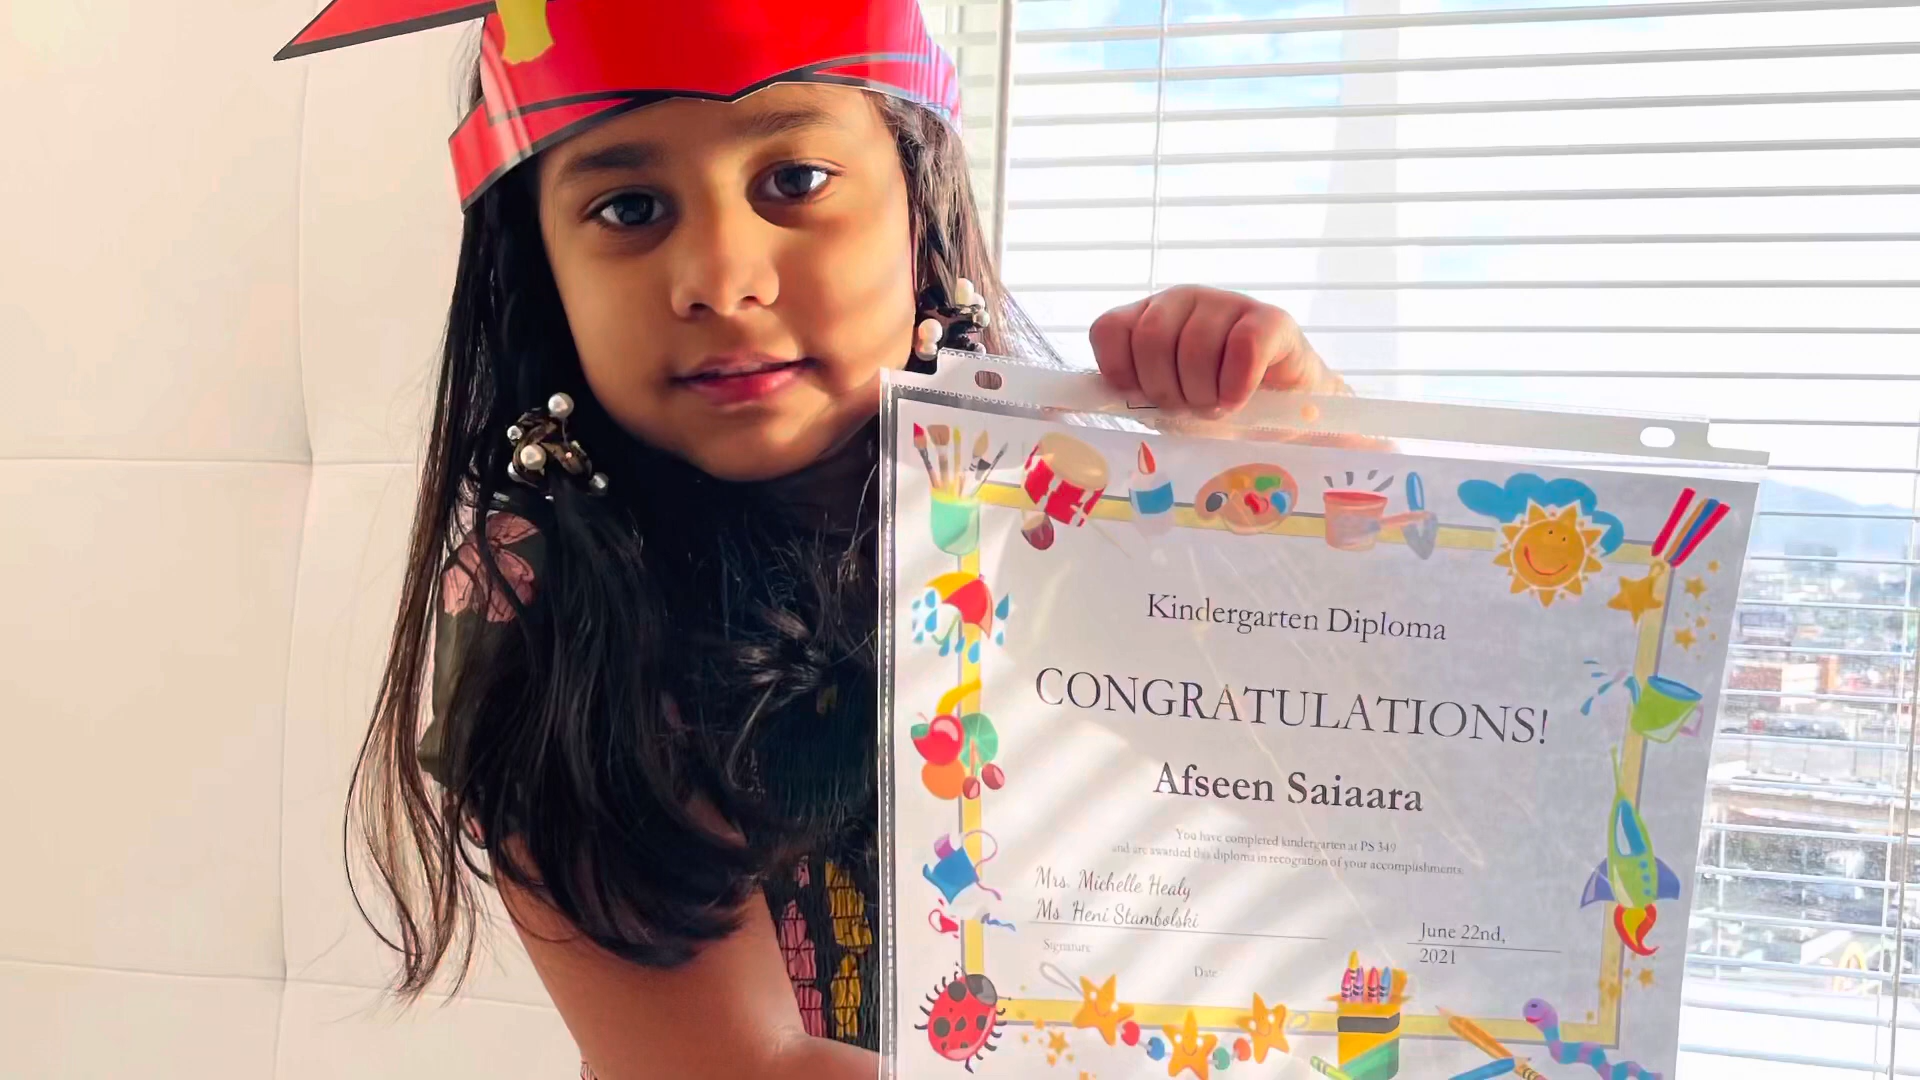 Kindergarten Diploma
CONGRATULATIONS!
Afseen Saiaara
You have completed kindergarten at PS 349
and are awarded this diploma in recogration of your accomplishments.
Mrs. Michelle Healy
Ms. Heni Stambolski
June 22nd,
2021
Signature
Date